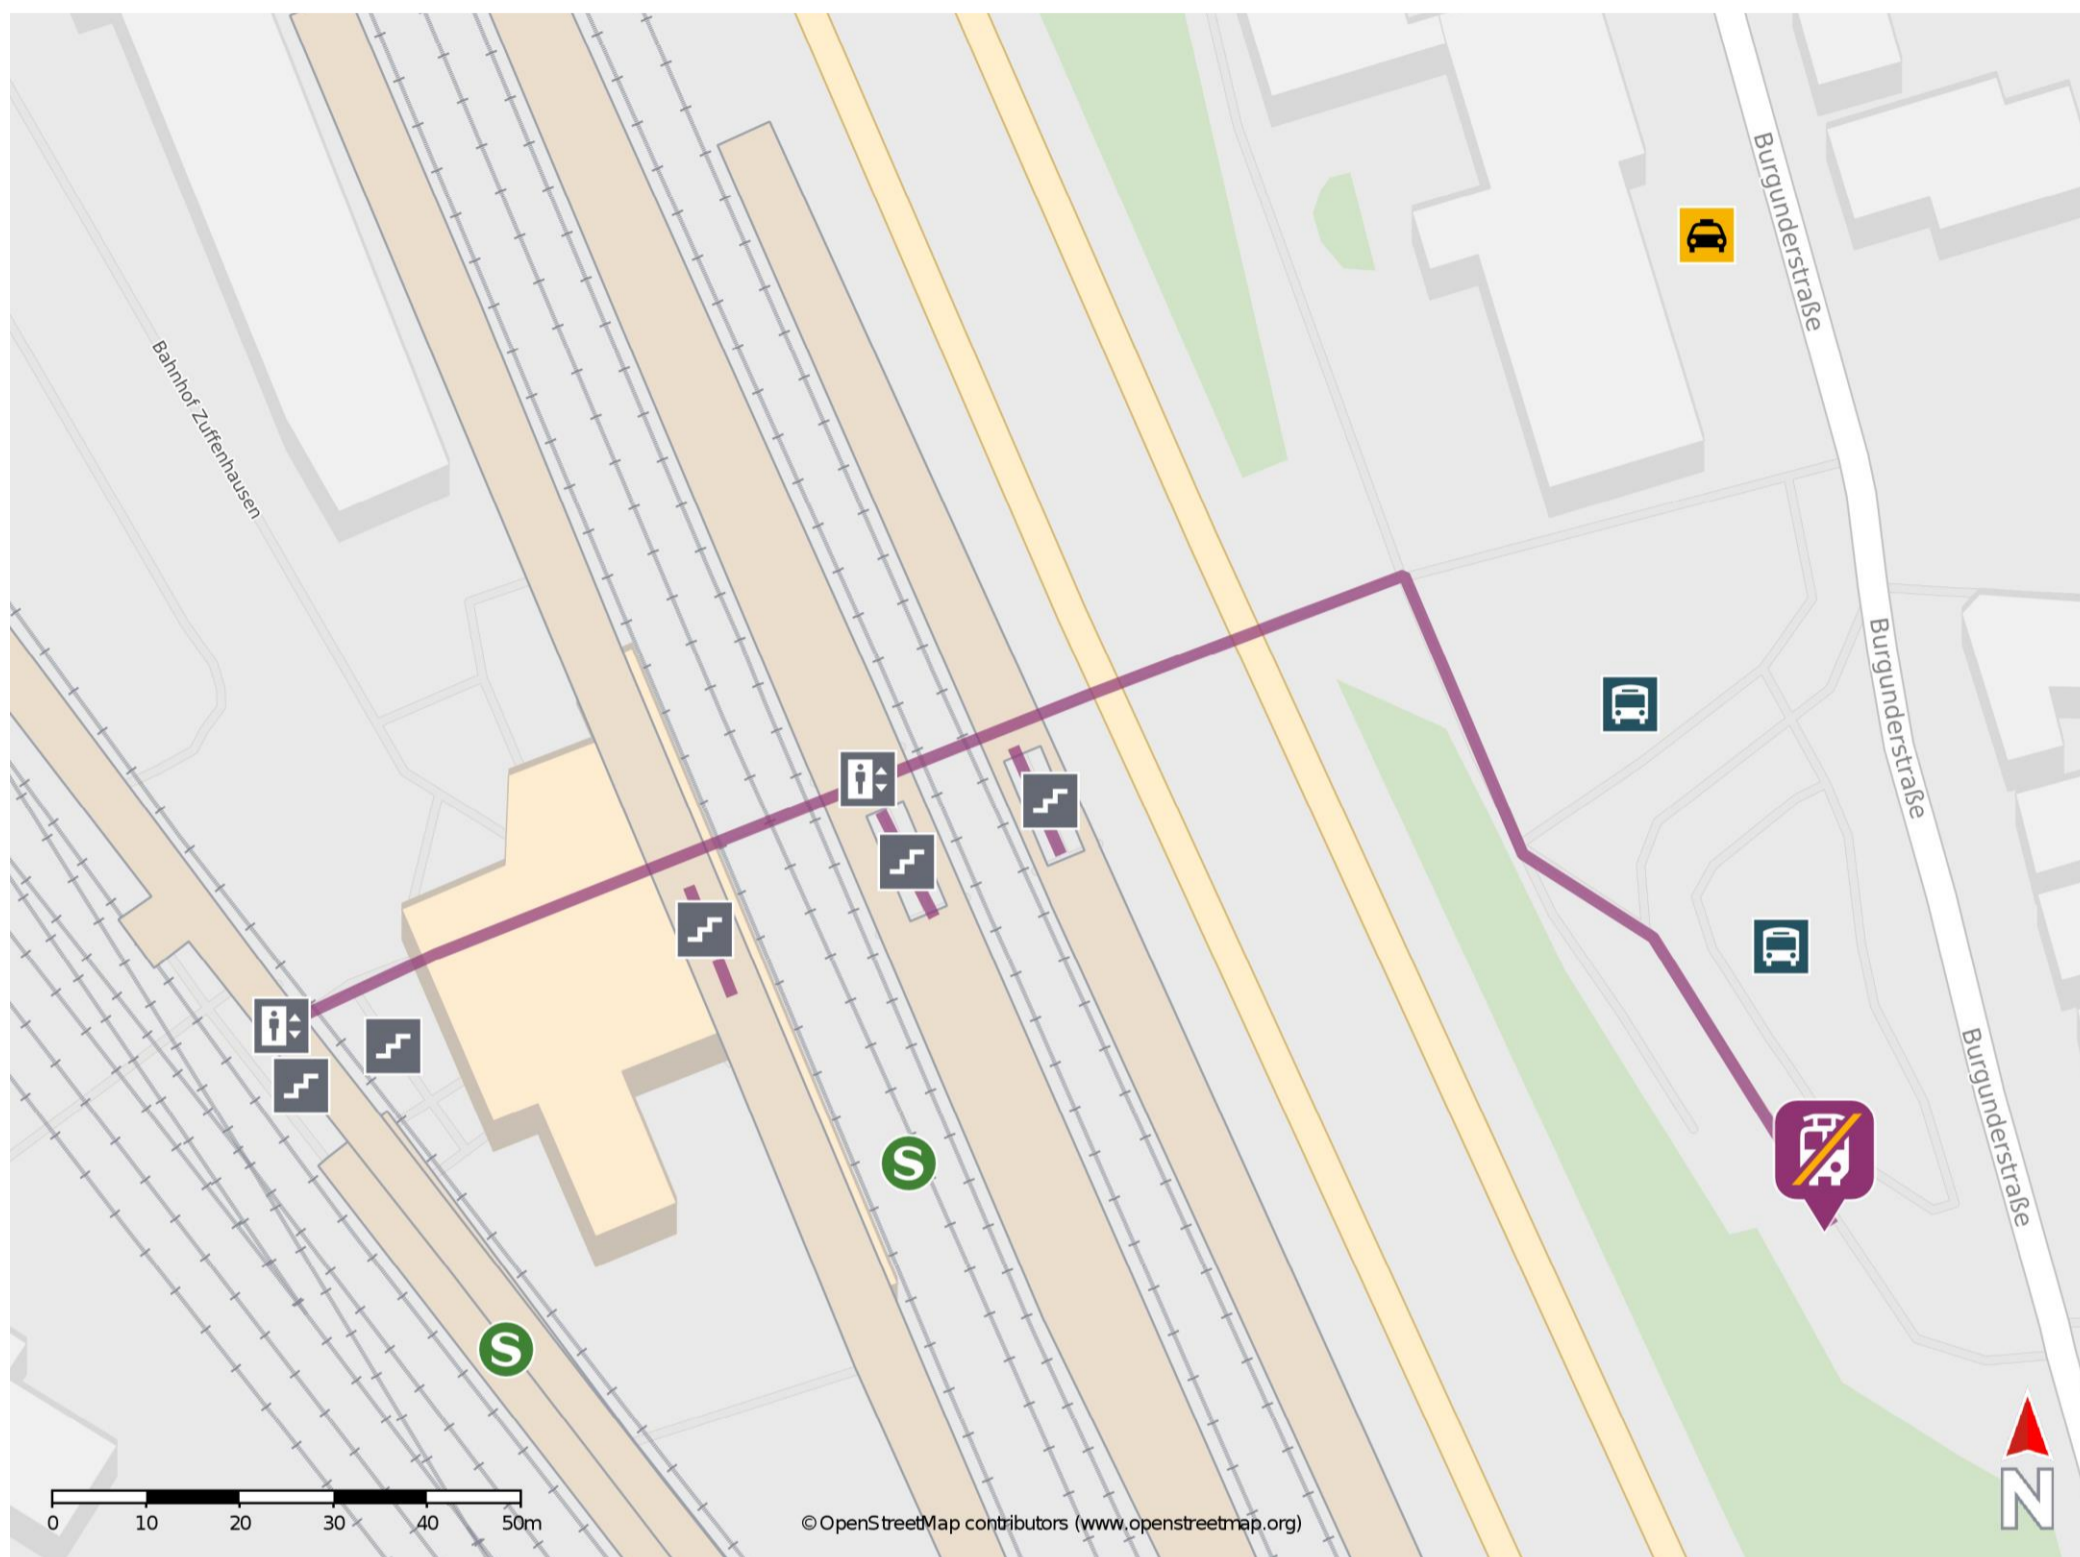 Burgunderstraße
Bahnhof Zuffenhausen
Burgunderstraße
Burgunderstraße
S
S
0 10 20 30 40 50m
© OpenStreetMap contributors (www.openstreetmap.org)
N